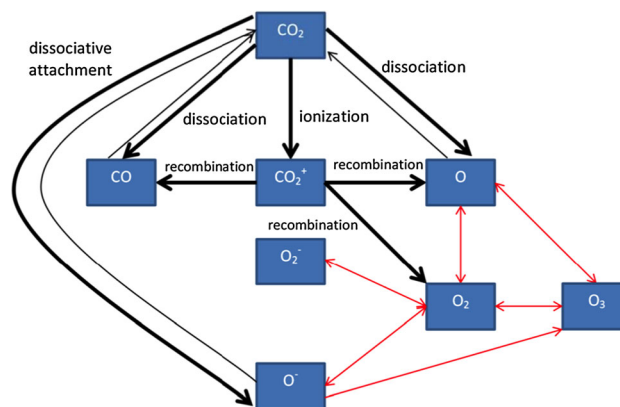 CO₂
dissociative
attachment
dissociation
dissociation
ionization
recombination
recombination
CO
CO₂⁺
O
recombination
O₂⁻
O₂
O₃
O⁻